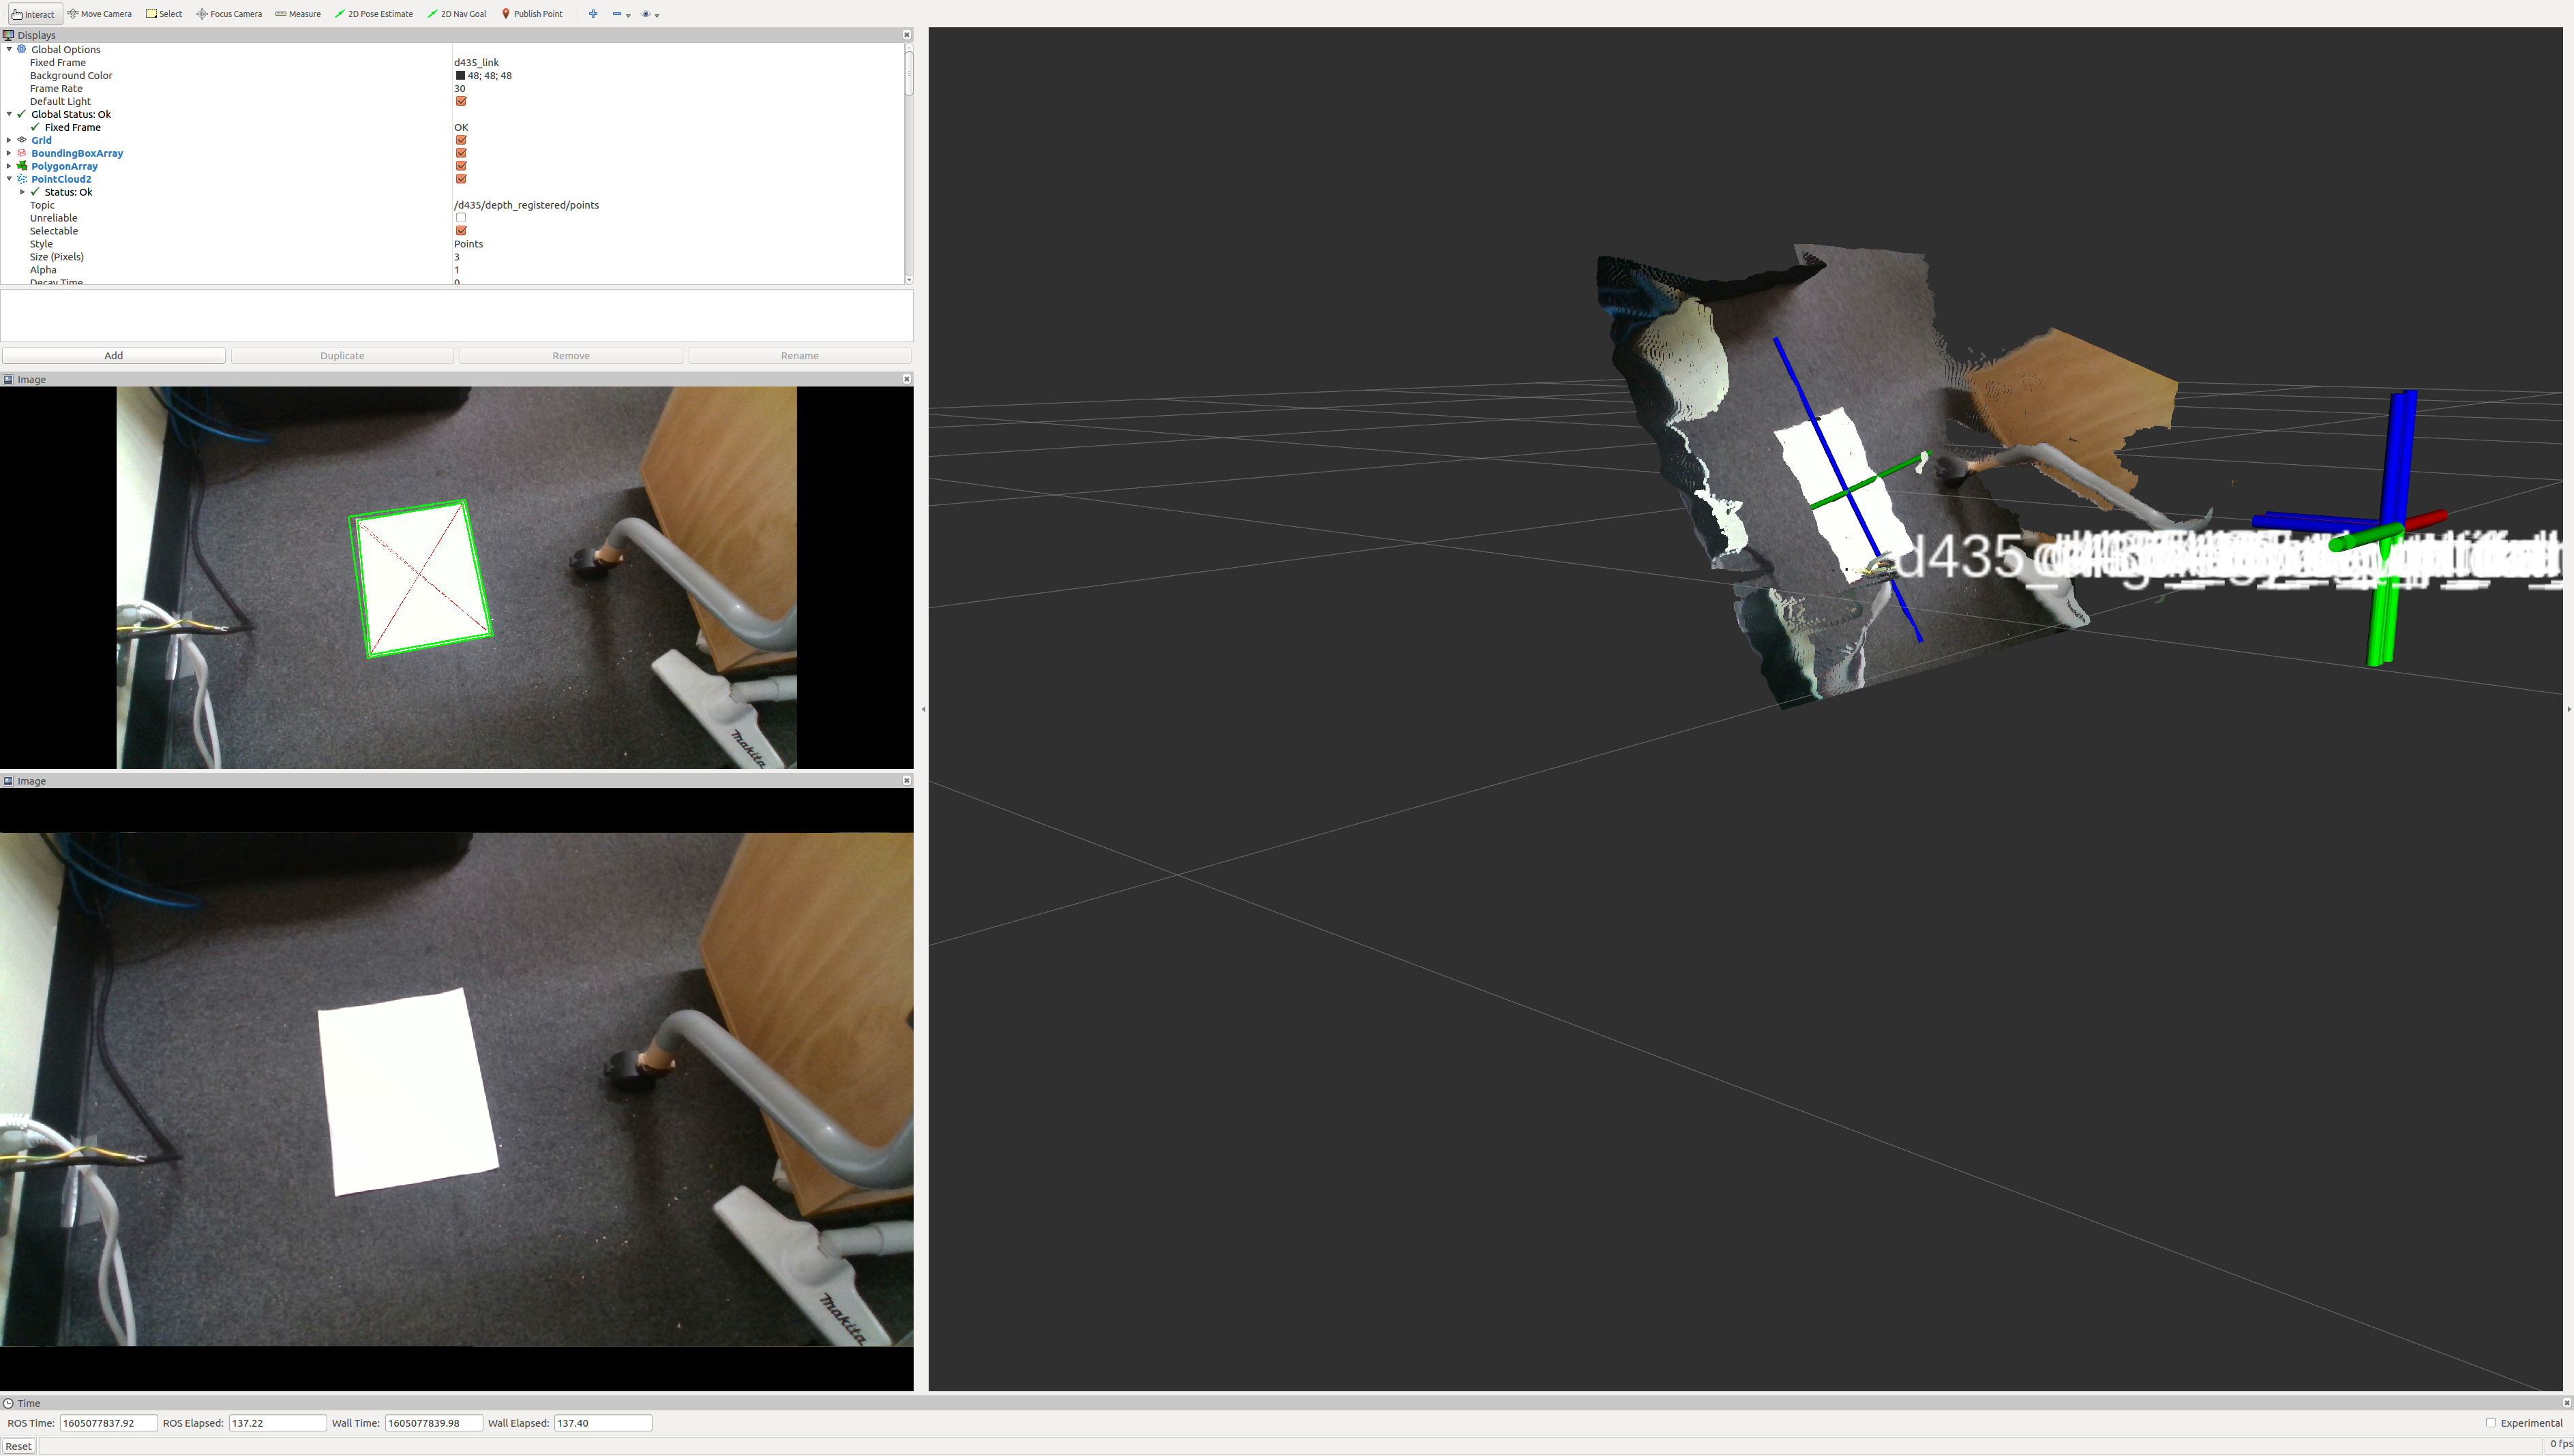 Interact Move Camera Select Focus Camera Measure 2D Pose Estimate 2D Nav Goal Publish Point
Displays
Global Options
Fixed Frame d435_link
Background Color 48; 48; 48
Frame Rate 30
Default Light
Global Status: Ok
Fixed Frame OK
Grid
BoundingBoxArray
PolygonArray
PointCloud2
Status: Ok
Topic /d435/depth_registered/points
Unreliable
Selectable
Style Points
Size (Pixels) 3
Alpha 1
Decay Time 0
Add Duplicate Remove Rename
Image
makita
Image
makita
d435
Time
ROS Time: 1605077837.92 ROS Elapsed: 137.22 Wall Time: 1605077839.98 Wall Elapsed: 137.40 Experimental
Reset 0 fps